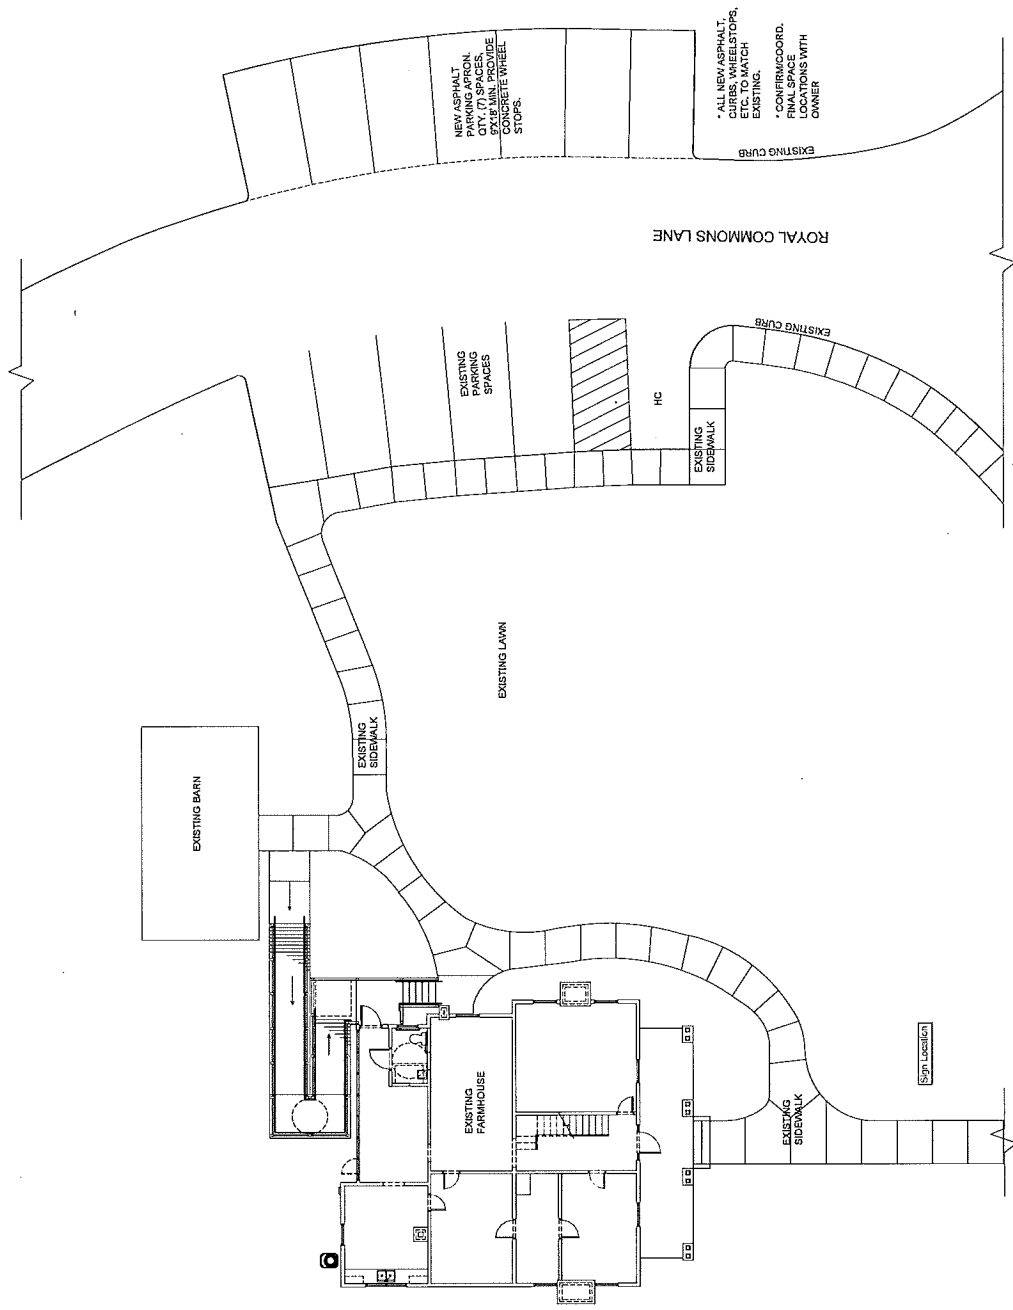 NEW ASPHALT
PARKING APRON.
QTY. (7) SPACES,
9'X18' MIN. PROVIDE
CONCRETE WHEEL
STOPS.
* ALL NEW ASPHALT,
CURBS, WHEELSTOPS,
ETC. TO MATCH
EXISTING.
* CONFIRM/COORD.
FINAL SPACE
LOCATIONS WITH
OWNER
EXISTING CURB
ROYAL COMMONS LANE
EXISTING CURB
EXISTING
PARKING
SPACES
HC
EXISTING
SIDEWALK
EXISTING LAWN
EXISTING
SIDEWALK
EXISTING BARN
EXISTING
FARMHOUSE
EXISTING
SIDEWALK
Sign Location